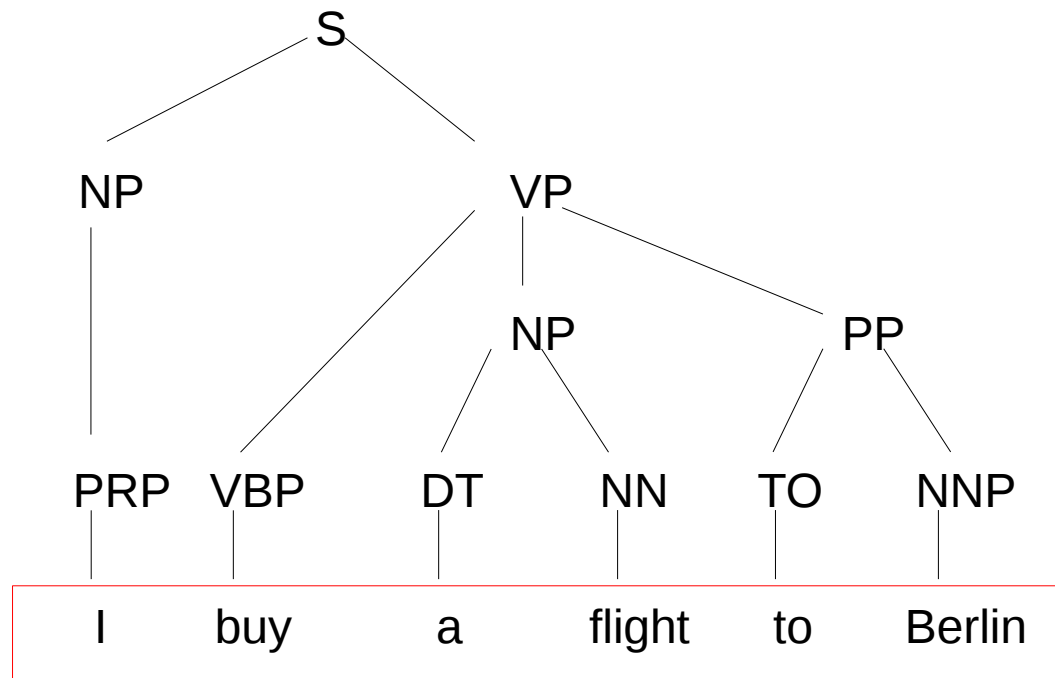 S
NP VP
NP PP
PRP VBP DT NN TO NNP
I buy a flight to Berlin